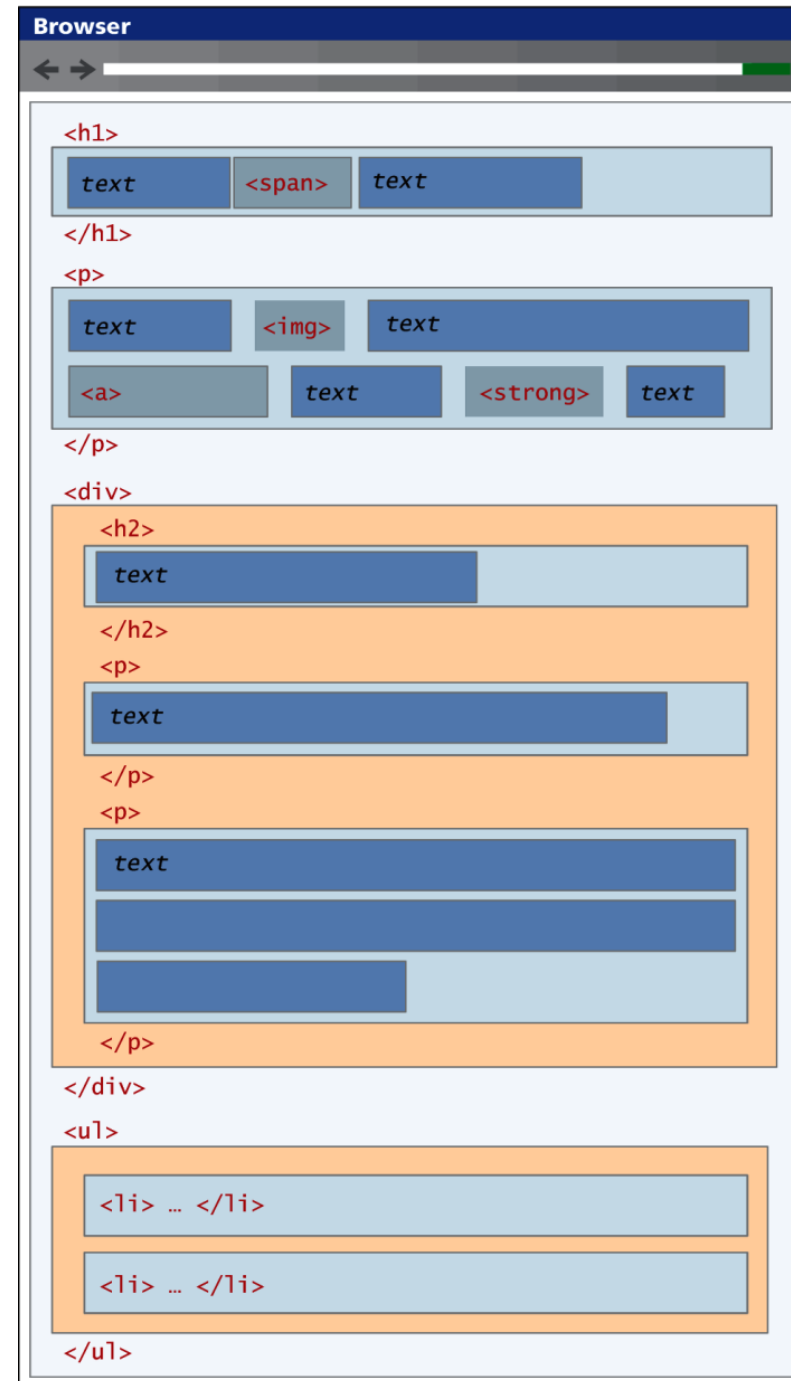 Browser
<h1>
text <span> text
</h1>
<p>
text <img> text
<a> text <strong> text
</p>
<div>
<h2>
text
</h2>
<p>
text
</p>
<p>
text
</p>
</div>
<ul>
<li> … </li>
<li> … </li>
</ul>